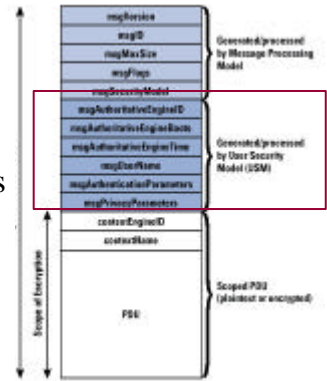 msgVersion
msgID
msgMaxSize
msgFlags
msgSecurityModel
Generated/processed
by Message Processing
Model
msgAuthoritativeEngineID
msgAuthoritativeEngineBoots
msgAuthoritativeEngineTime
msgUserName
msgAuthenticationParameters
msgPrivacyParameters
Generated/processed
by User Security
Model (USM)
s
contextEngineID
contextName
PDU
Scoped PDU
(plaintext or encrypted)
Scope of Encryption